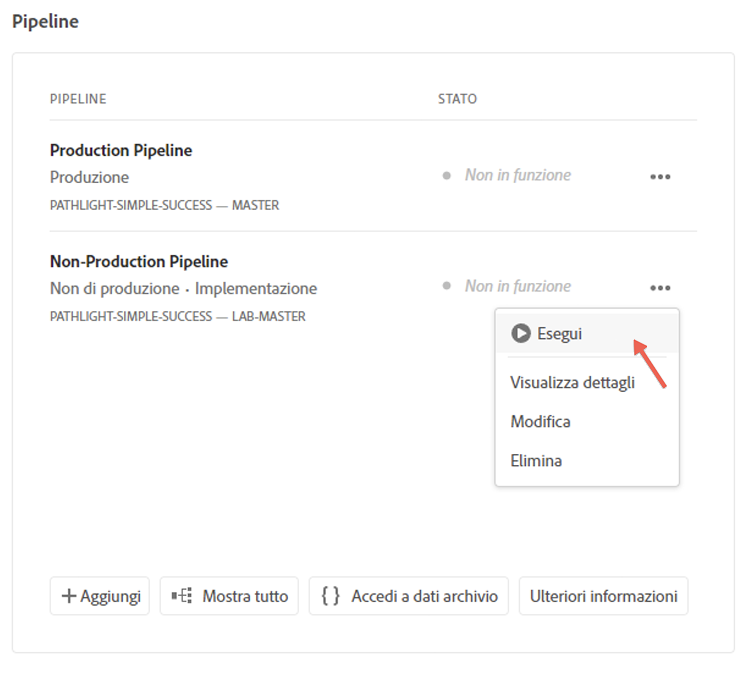 Pipeline
PIPELINE STATO
Production Pipeline
Produzione
Non in funzione
PATHLIGHT-SIMPLE-SUCCESS — MASTER
Non-Production Pipeline
Non di produzione · Implementazione
Non in funzione
PATHLIGHT-SIMPLE-SUCCESS — LAB-MASTER
Esegui
Visualizza dettagli
Modifica
Elimina
Aggiungi Mostra tutto Accedi a dati archivio Ulteriori informazioni